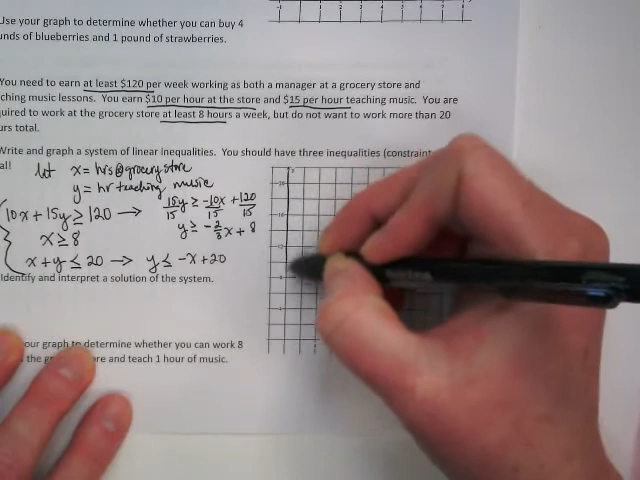 Use your graph to determine whether you can buy 4
unds of blueberries and 1 pound of strawberries.
You need to earn at least $120 per week working as both a manager at a grocery store and
ching music lessons. You earn $10 per hour at the store and $15 per hour teaching music. You are
quired to work at the grocery store at least 8 hours a week, but do not want to work more than 20
urs total.
Write and graph a system of linear inequalities. You should have three inequalities (constraint
al!
let x = hrs @ grocery store
y = hr teaching music
10x + 15y ≥ 120 → 15y/15 ≥ -10x/15 + 120/15
y ≥ -2/3x + 8
x ≥ 8
x + y ≤ 20 → y ≤ -x + 20
Identify and interpret a solution of the system.
our graph to determine whether you can work 8
the re and teach 1 hour of music.